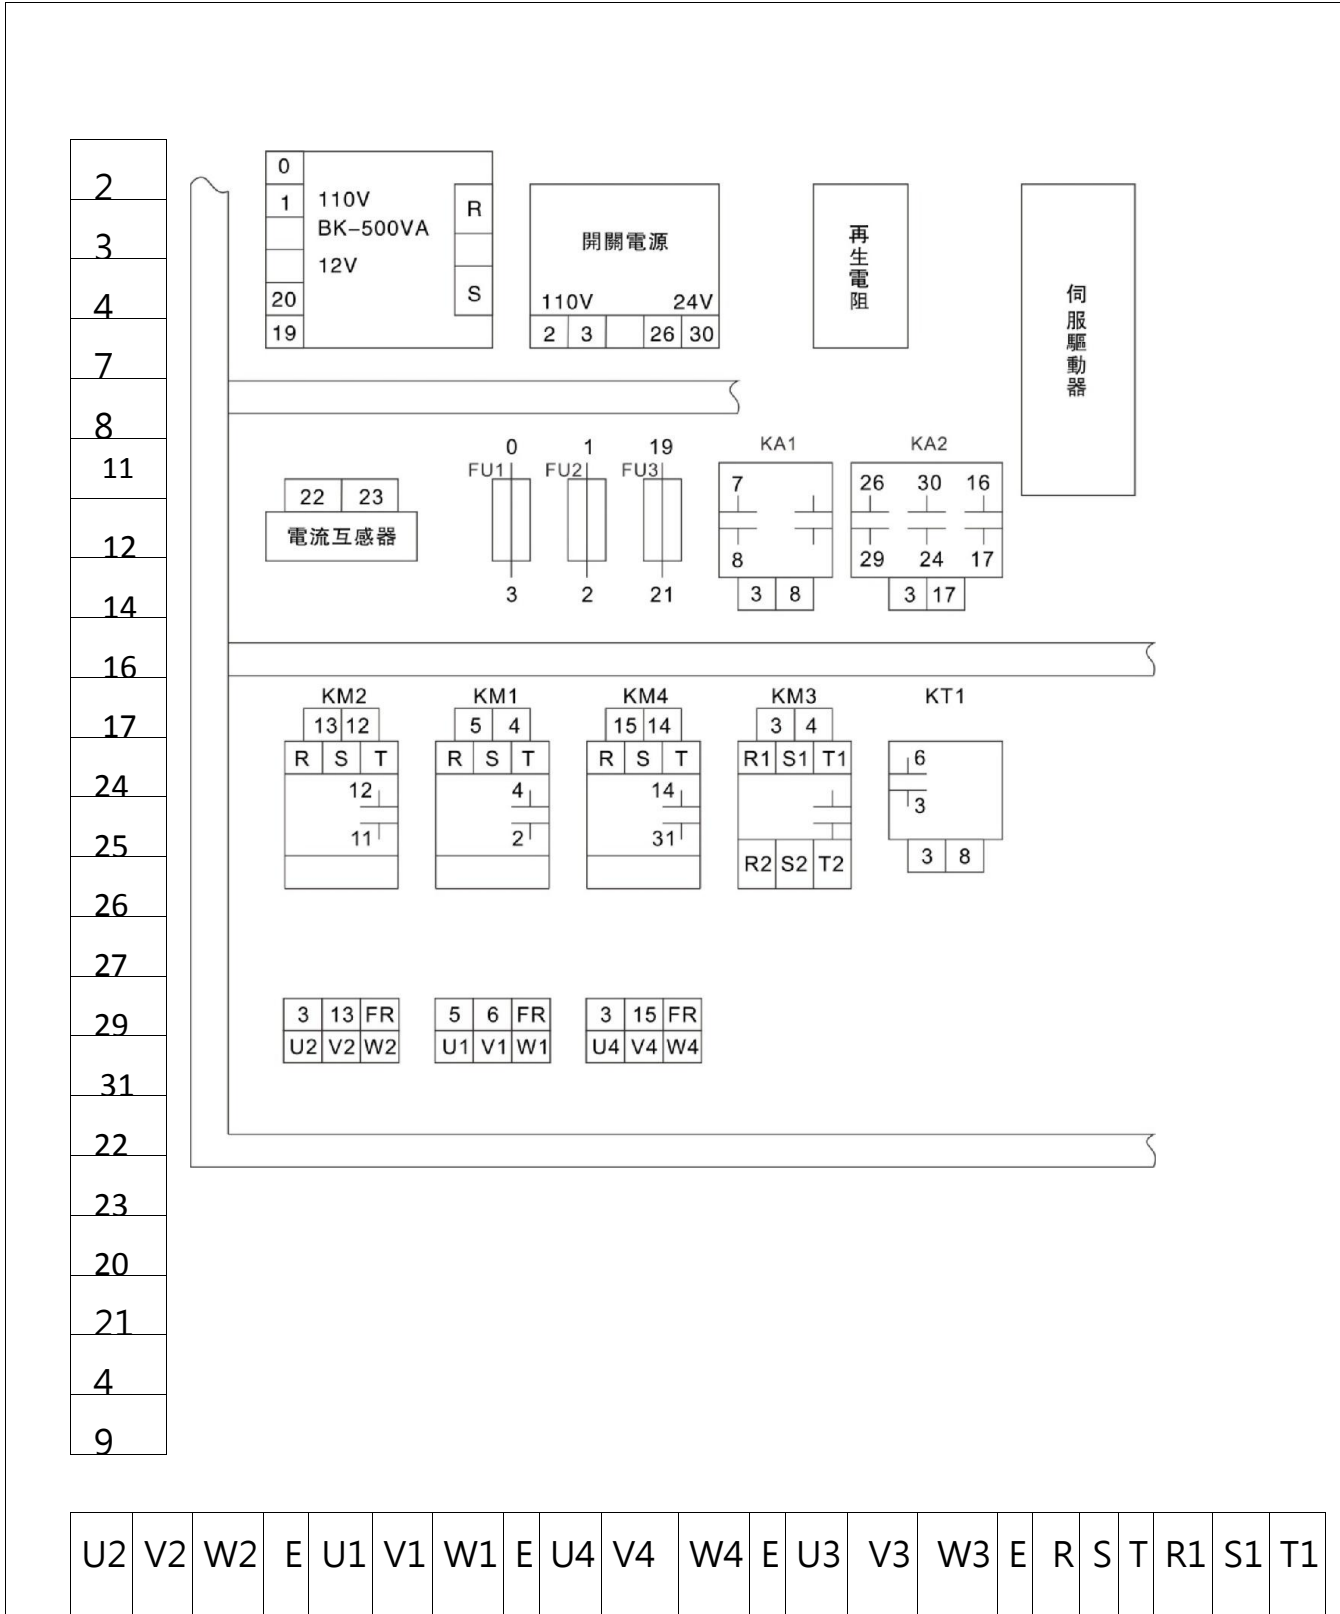 2
3
4
7
8
11
12
14
16
17
24
25
26
27
29
31
22
23
20
21
4
9
0
1 110V R
BK-500VA
12V
20 S
19
開關電源
110V 24V
2 3 26 30
再生電阻
伺服驅動器
22 23
電流互感器
0 1 19
FU1 FU2 FU3
3 2 21
KA1
7
8
3 8
KA2
26 30 16
29 24 17
3 17
KM2
13 12
R S T
12
11
KM1
5 4
R S T
4
2
KM4
15 14
R S T
14
31
KM3
3 4
R1 S1 T1
R2 S2 T2
KT1
6
3
3 8
3 13 FR
U2 V2 W2
5 6 FR
U1 V1 W1
3 15 FR
U4 V4 W4
U2 V2 W2 E U1 V1 W1 E U4 V4 W4 E U3 V3 W3 E R S T R1 S1 T1